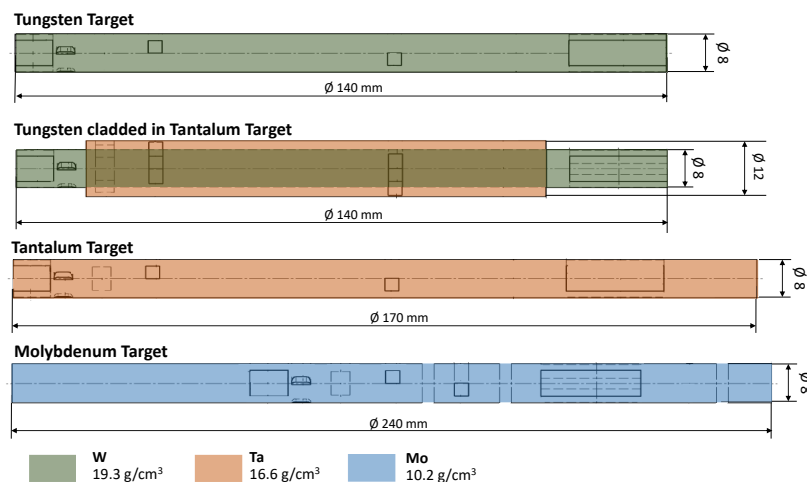 Tungsten Target
Ø 8
Ø 140 mm
Tungsten cladded in Tantalum Target
Ø 8
Ø 12
Ø 140 mm
Tantalum Target
Ø 8
Ø 170 mm
Molybdenum Target
Ø 8
Ø 240 mm
W
19.3 g/cm³
Ta
16.6 g/cm³
Mo
10.2 g/cm³